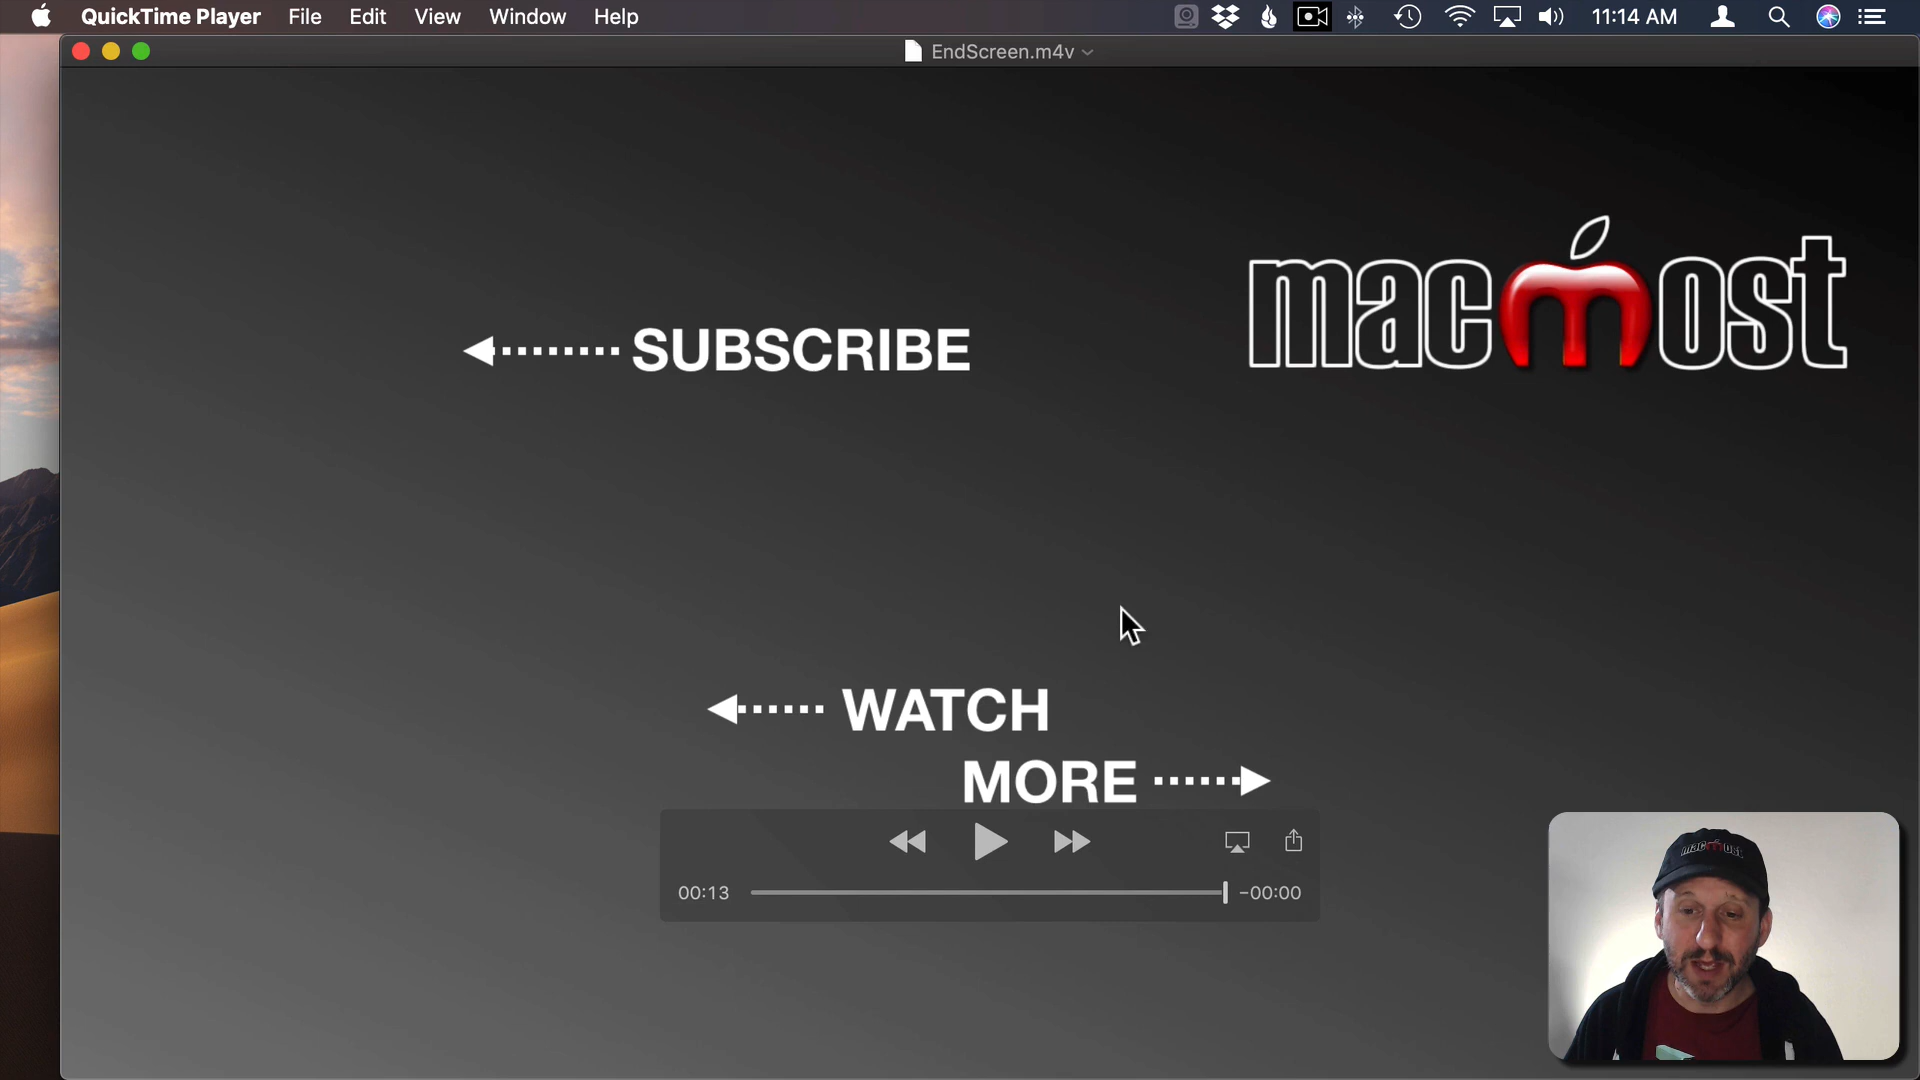 QuickTime Player File Edit View Window Help 11:14 AM
EndScreen.m4v
macmost
SUBSCRIBE
WATCH
MORE
00:13 -00:00
macmost